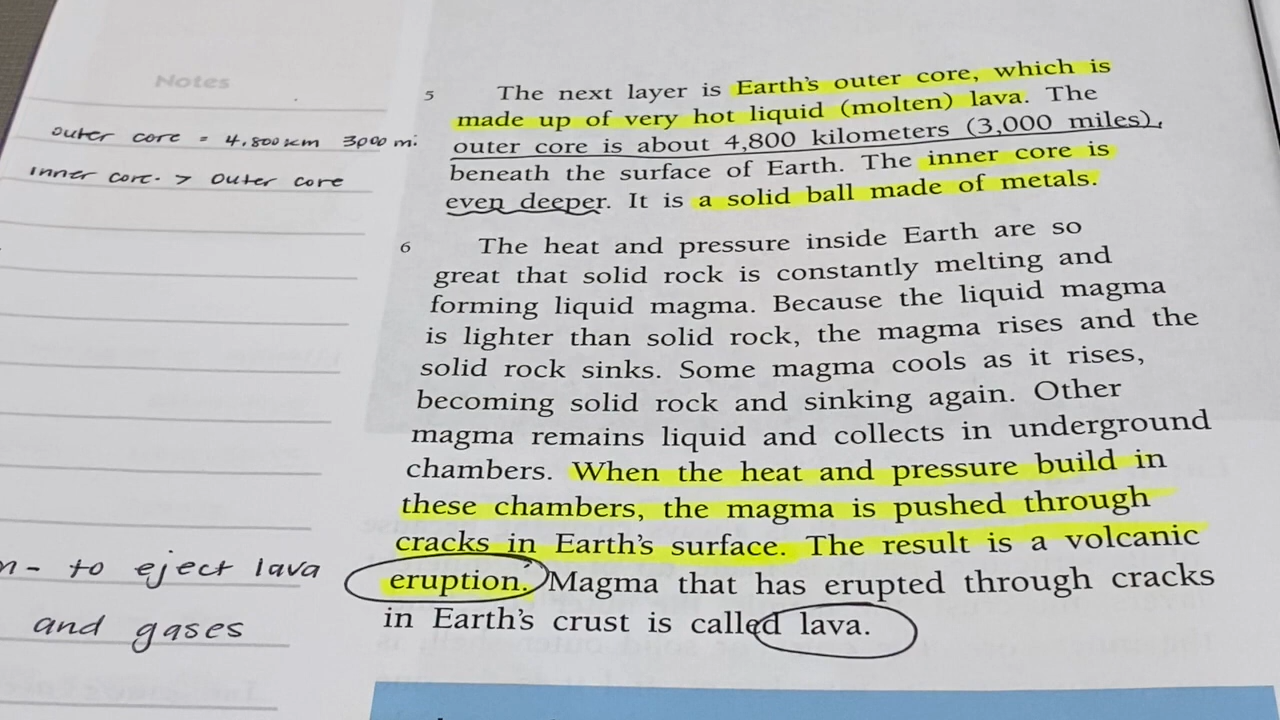 Notes
outer core = 4,800km 3000 mi
inner core > outer core
to eject lava
and gases
5 The next layer is Earth's outer core, which is
made up of very hot liquid (molten) lava. The
outer core is about 4,800 kilometers (3,000 miles),
beneath the surface of Earth. The inner core is
even deeper. It is a solid ball made of metals.
6 The heat and pressure inside Earth are so
great that solid rock is constantly melting and
forming liquid magma. Because the liquid magma
is lighter than solid rock, the magma rises and the
solid rock sinks. Some magma cools as it rises,
becoming solid rock and sinking again. Other
magma remains liquid and collects in underground
chambers. When the heat and pressure build in
these chambers, the magma is pushed through
cracks in Earth's surface. The result is a volcanic
eruption. Magma that has erupted through cracks
in Earth's crust is called lava.